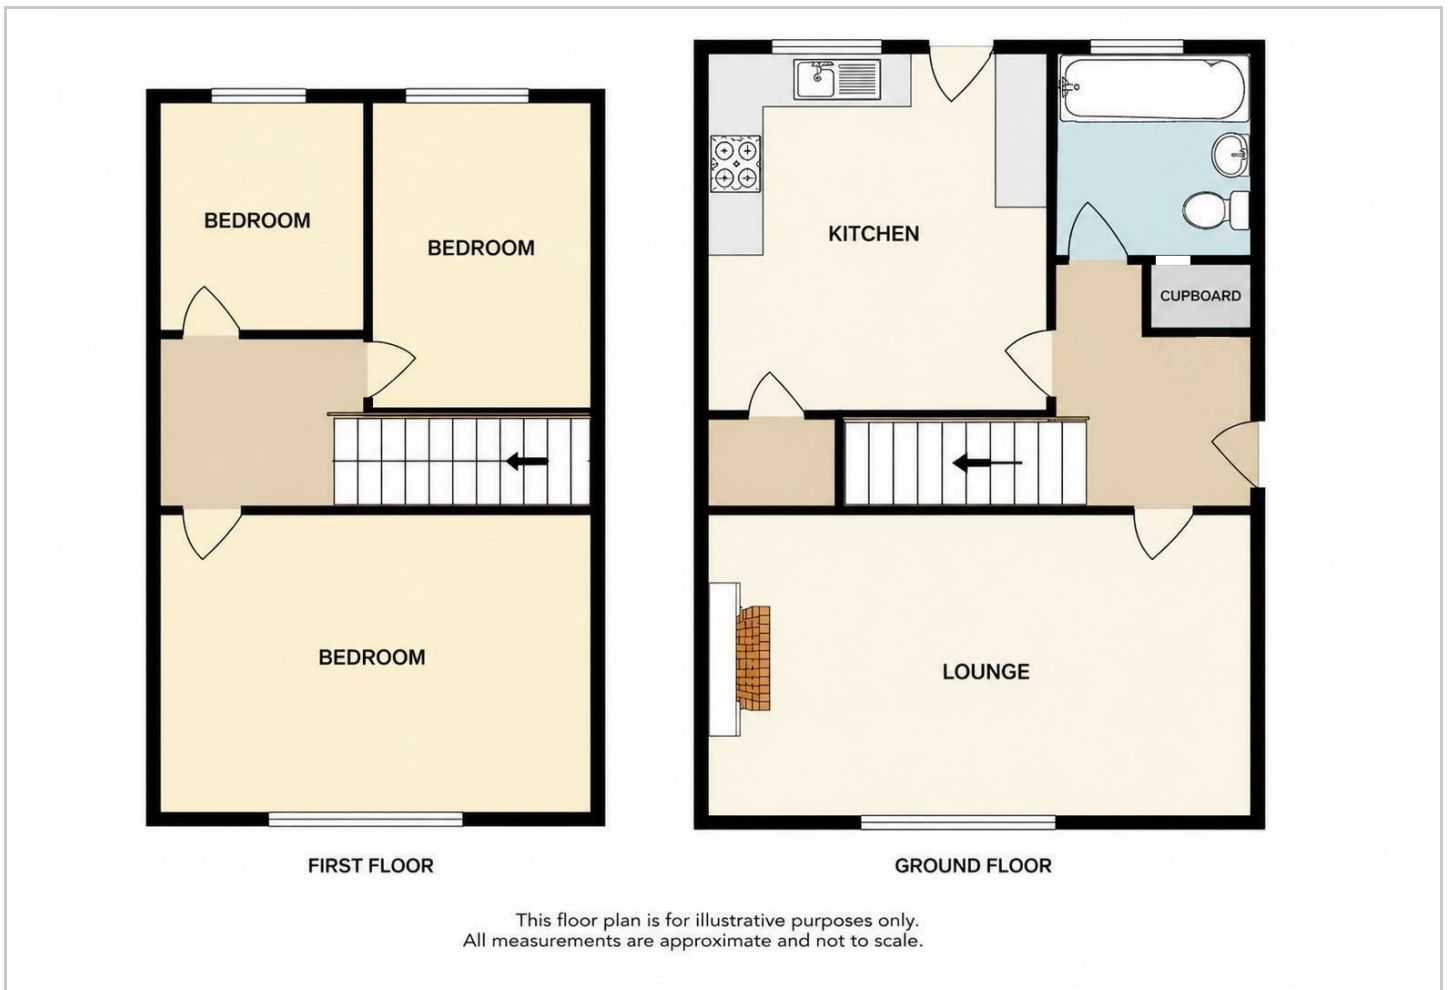 BEDROOM
BEDROOM
BEDROOM
FIRST FLOOR
KITCHEN
CUPBOARD
LOUNGE
GROUND FLOOR
This floor plan is for illustrative purposes only.
All measurements are approximate and not to scale.